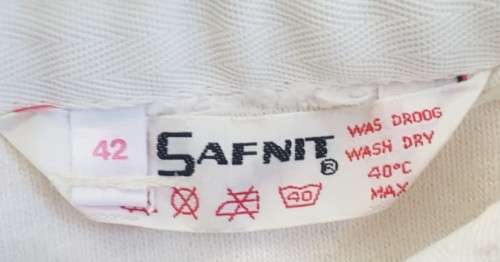 42
SAFNIT®
WAS DROOG
WASH DRY
40°C
MAX
40